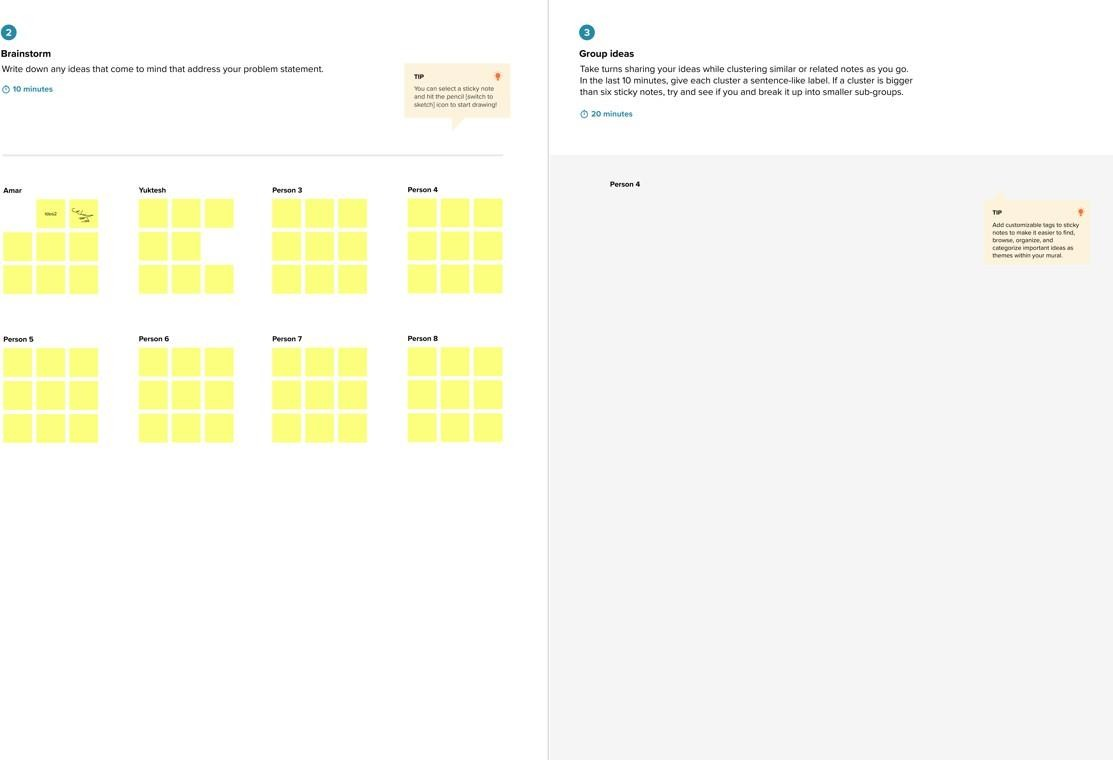 2
Brainstorm
Write down any ideas that come to mind that address your problem statement.
10 minutes
TIP
You can select a sticky note
and hit the pencil [switch to
sketch] icon to start drawing!
Amar
Yuktesh
Person 3
Person 4
Idea2
Person 5
Person 6
Person 7
Person 8
3
Group ideas
Take turns sharing your ideas while clustering similar or related notes as you go.
In the last 10 minutes, give each cluster a sentence-like label. If a cluster is bigger
than six sticky notes, try and see if you and break it up into smaller sub-groups.
20 minutes
Person 4
TIP
Add customizable tags to sticky
notes to make it easier to find,
browse, organize, and
categorize important ideas as
themes within your mural.